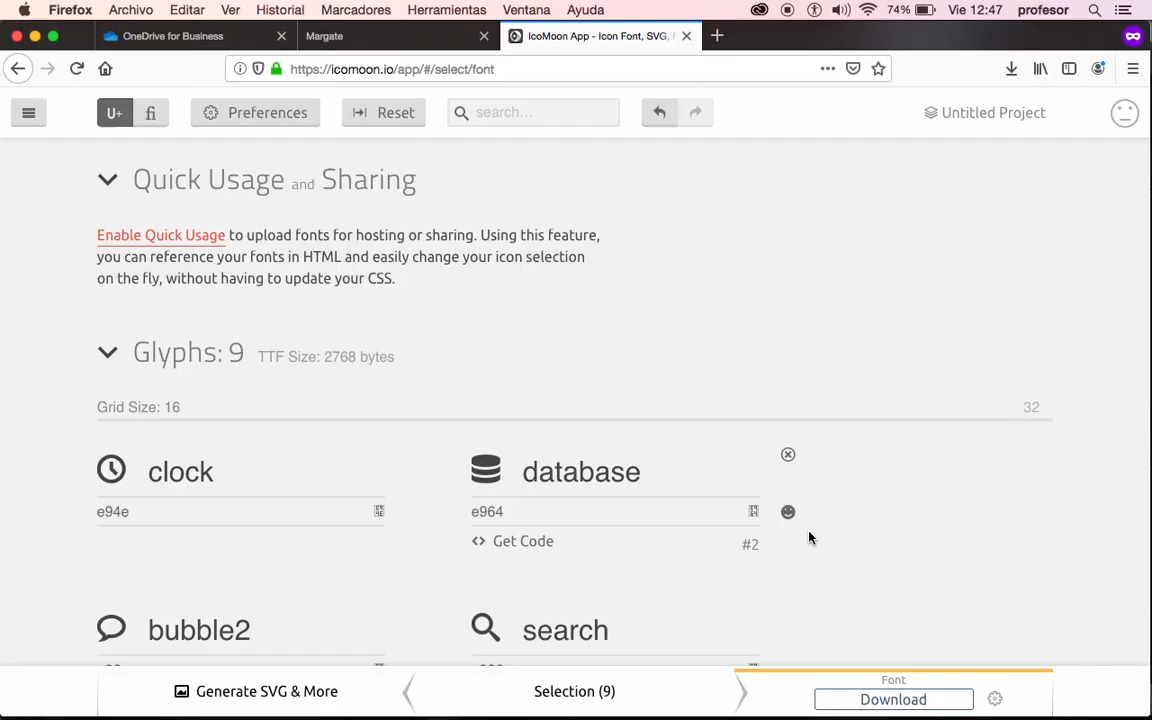 Firefox Archivo Editar Ver Historial Marcadores Herramientas Ventana Ayuda 74% Vie 12:47 profesor
OneDrive for Business Margate IcoMoon App - Icon Font, SVG,
https://icomoon.io/app/#/select/font
U+ fi Preferences Reset search... Untitled Project
Quick Usage and Sharing
Enable Quick Usage to upload fonts for hosting or sharing. Using this feature,
you can reference your fonts in HTML and easily change your icon selection
on the fly, without having to update your CSS.
Glyphs: 9 TTF Size: 2768 bytes
Grid Size: 16 32
clock database
e94e e964
Get Code #2
bubble2 search
Generate SVG & More Selection (9) Font
Download